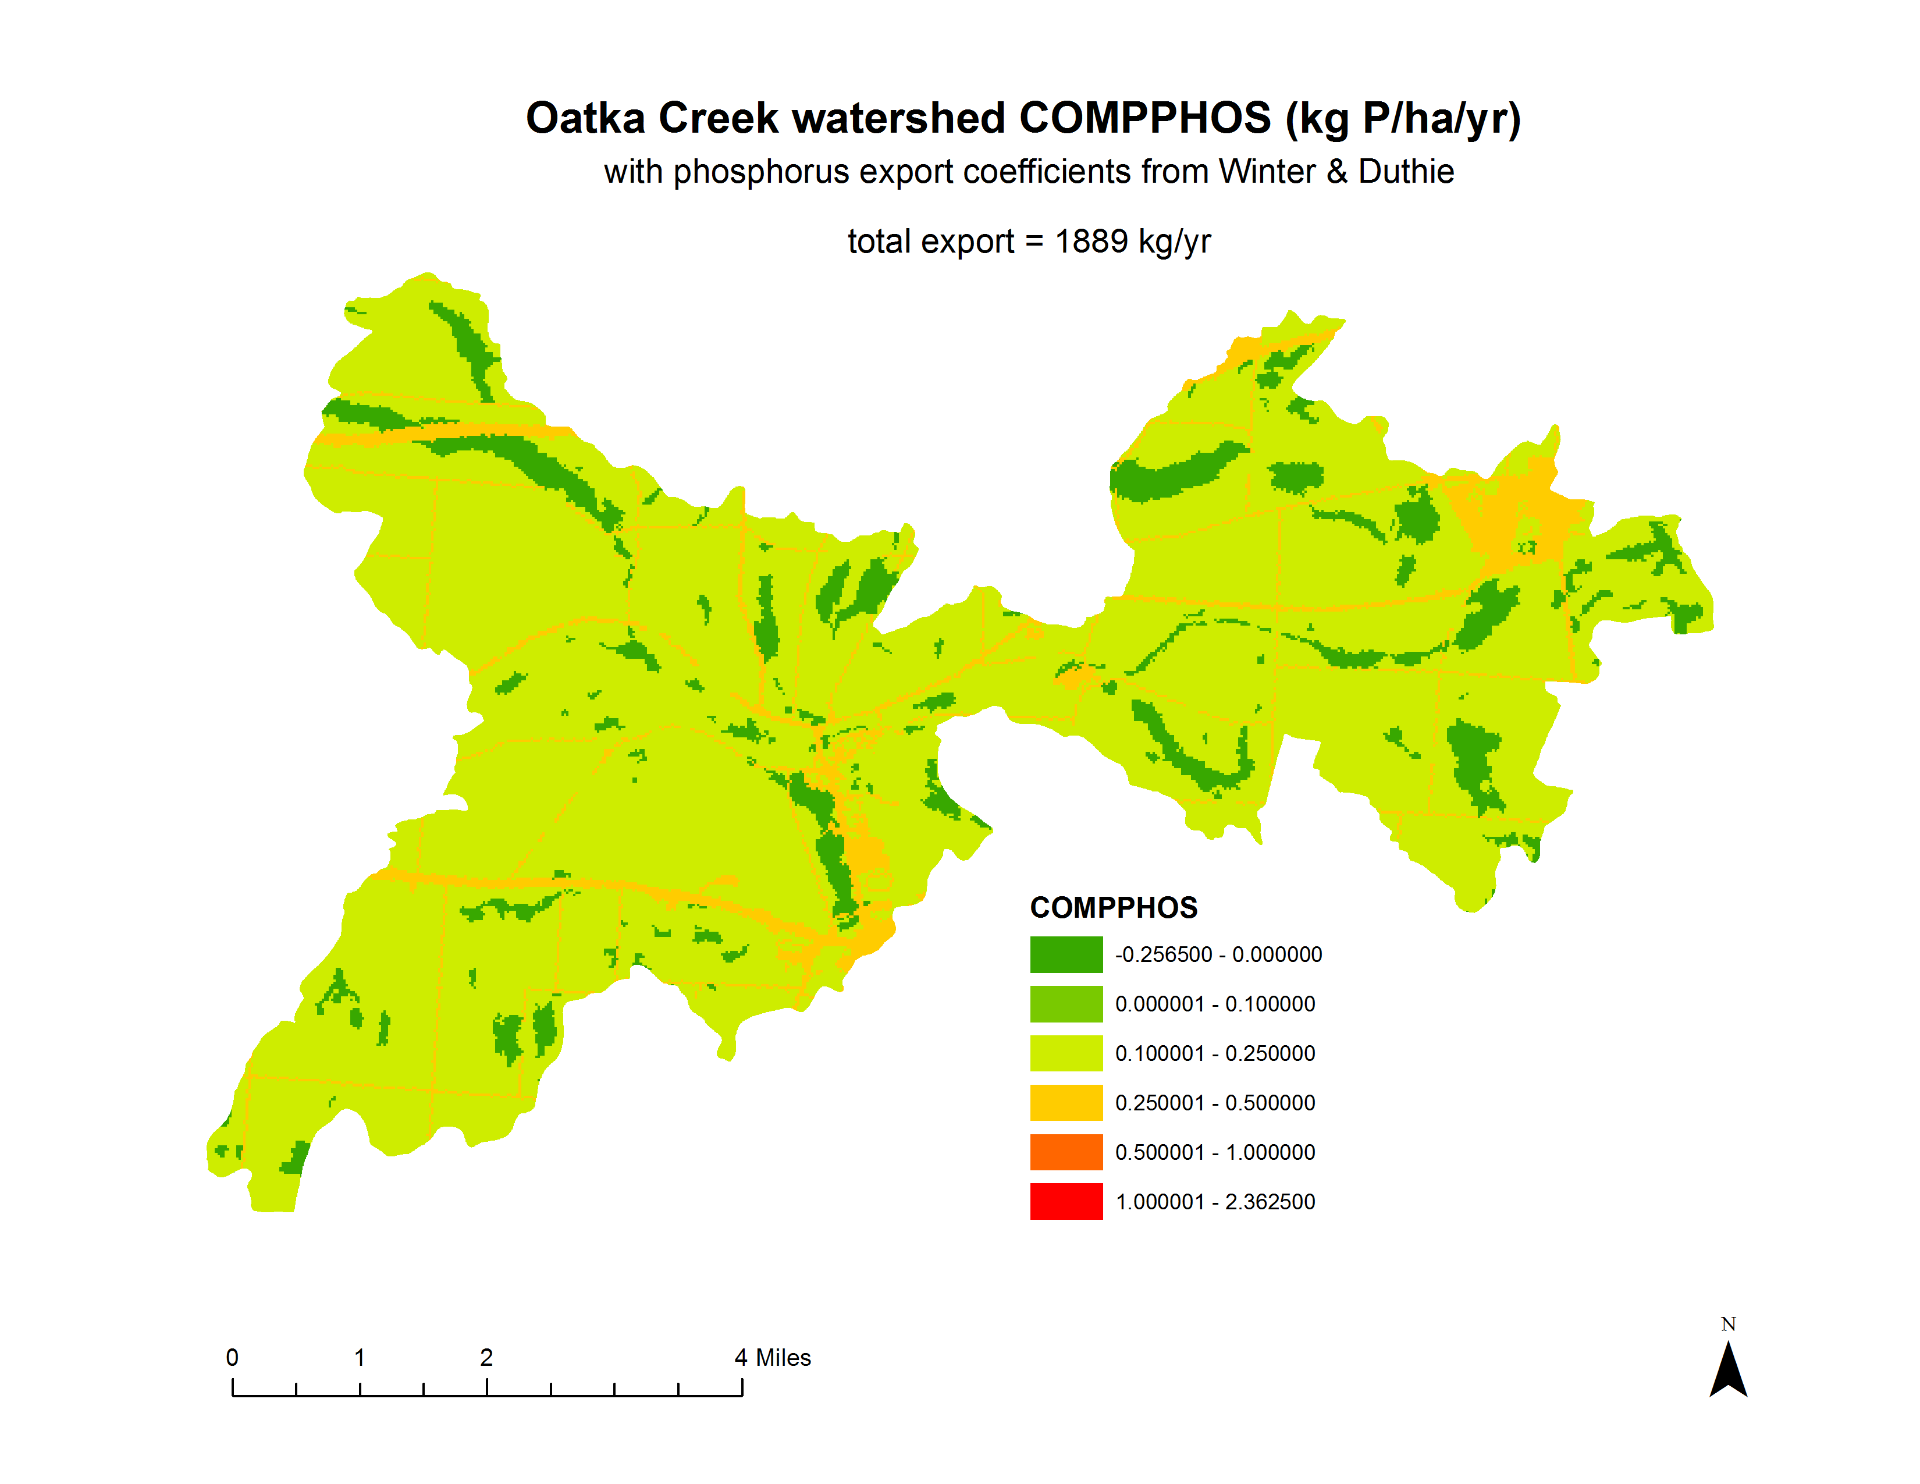 Oatka Creek watershed COMPPHOS (kg P/ha/yr)
with phosphorus export coefficients from Winter & Duthie
total export = 1889 kg/yr
COMPPHOS
-0.256500 - 0.000000
0.000001 - 0.100000
0.100001 - 0.250000
0.250001 - 0.500000
0.500001 - 1.000000
1.000001 - 2.362500
N
0 1 2 4 Miles